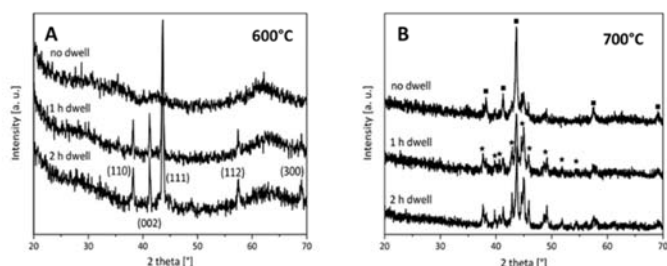 A
600°C
no dwell
1 h dwell
2 h dwell
(110)
(002)
(111)
(112)
(300)
Intensity [a. u.]
20 30 40 50 60 70
2 theta [°]
B
700°C
no dwell
1 h dwell
2 h dwell
Intensity [a. u.]
20 30 40 50 60 70
2 theta [°]